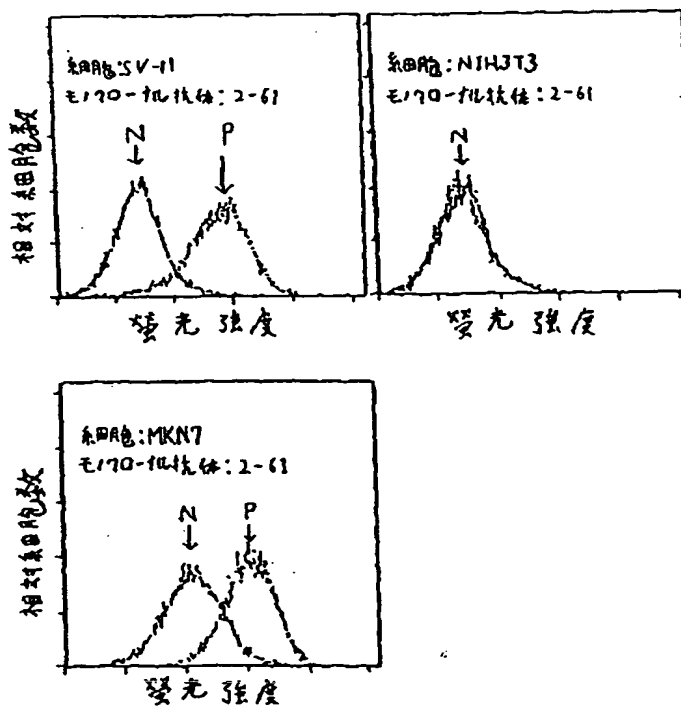 細胞:SV-11
モノクローナル抗体:2-61
N
P
相対細胞数
螢光強度
細胞:NIH3T3
モノクローナル抗体:2-61
N
螢光強度
細胞:MKN7
モノクローナル抗体:2-61
N
P
相対細胞数
螢光強度